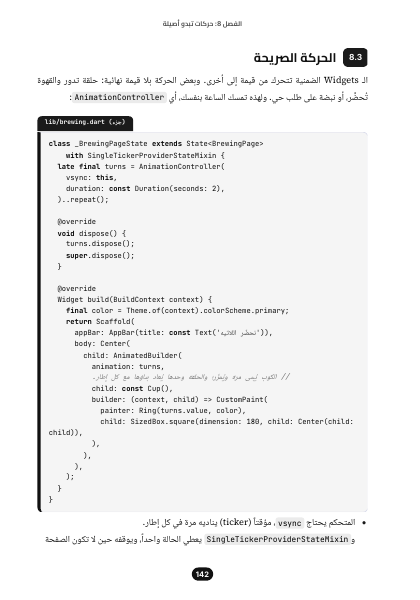 الفصل 8: حركات تبدو أصيلة
8.3 الحركة الصريحة
الـ Widgets الضمنية تتحرك من قيمة إلى أخرى. وبعض الحركة بلا قيمة نهائية: حلقة تدور والقهوة
تُحضَّر، أو نبضة على طلب حي. ولهذه تمسك الساعة بنفسك، أي AnimationController:
lib/brewing.dart (جزء)
class _BrewingPageState extends State<BrewingPage>
    with SingleTickerProviderStateMixin {
  late final turns = AnimationController(
    vsync: this,
    duration: const Duration(seconds: 2),
  )..repeat();
  @override
  void dispose() {
    turns.dispose();
    super.dispose();
  }
  @override
  Widget build(BuildContext context) {
    final color = Theme.of(context).colorScheme.primary;
    return Scaffold(
      appBar: AppBar(title: const Text('تحضّر اللاتيه')),
      body: Center(
        child: AnimatedBuilder(
          animation: turns,
          // الكوب يُبنى مرة ويُمرَّر، والحلقة وحدها يُعاد بناؤها مع كل إطار.
          child: const Cup(),
          builder: (context, child) => CustomPaint(
            painter: Ring(turns.value, color),
            child: SizedBox.square(dimension: 180, child: Center(child:
child)),
          ),
        ),
      ),
    );
  }
}
• المتحكم يحتاج vsync، مؤقتاً (ticker) يناديه مرة في كل إطار.
وSingleTickerProviderStateMixin يعطي الحالة واحداً، ويوقفه حين لا تكون الصفحة
142